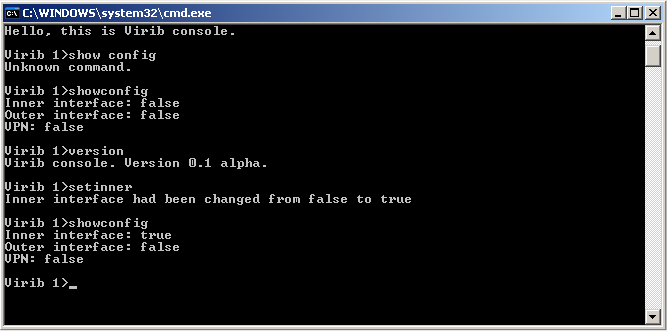 C:\WINDOWS\system32\cmd.exe
Hello, this is Virib console.
Virib 1>show config
Unknown command.
Virib 1>showconfig
Inner interface: false
Outer interface: false
VPN: false
Virib 1>version
Virib console. Version 0.1 alpha.
Virib 1>setinner
Inner interface had been changed from false to true
Virib 1>showconfig
Inner interface: true
Outer interface: false
VPN: false
Virib 1>_